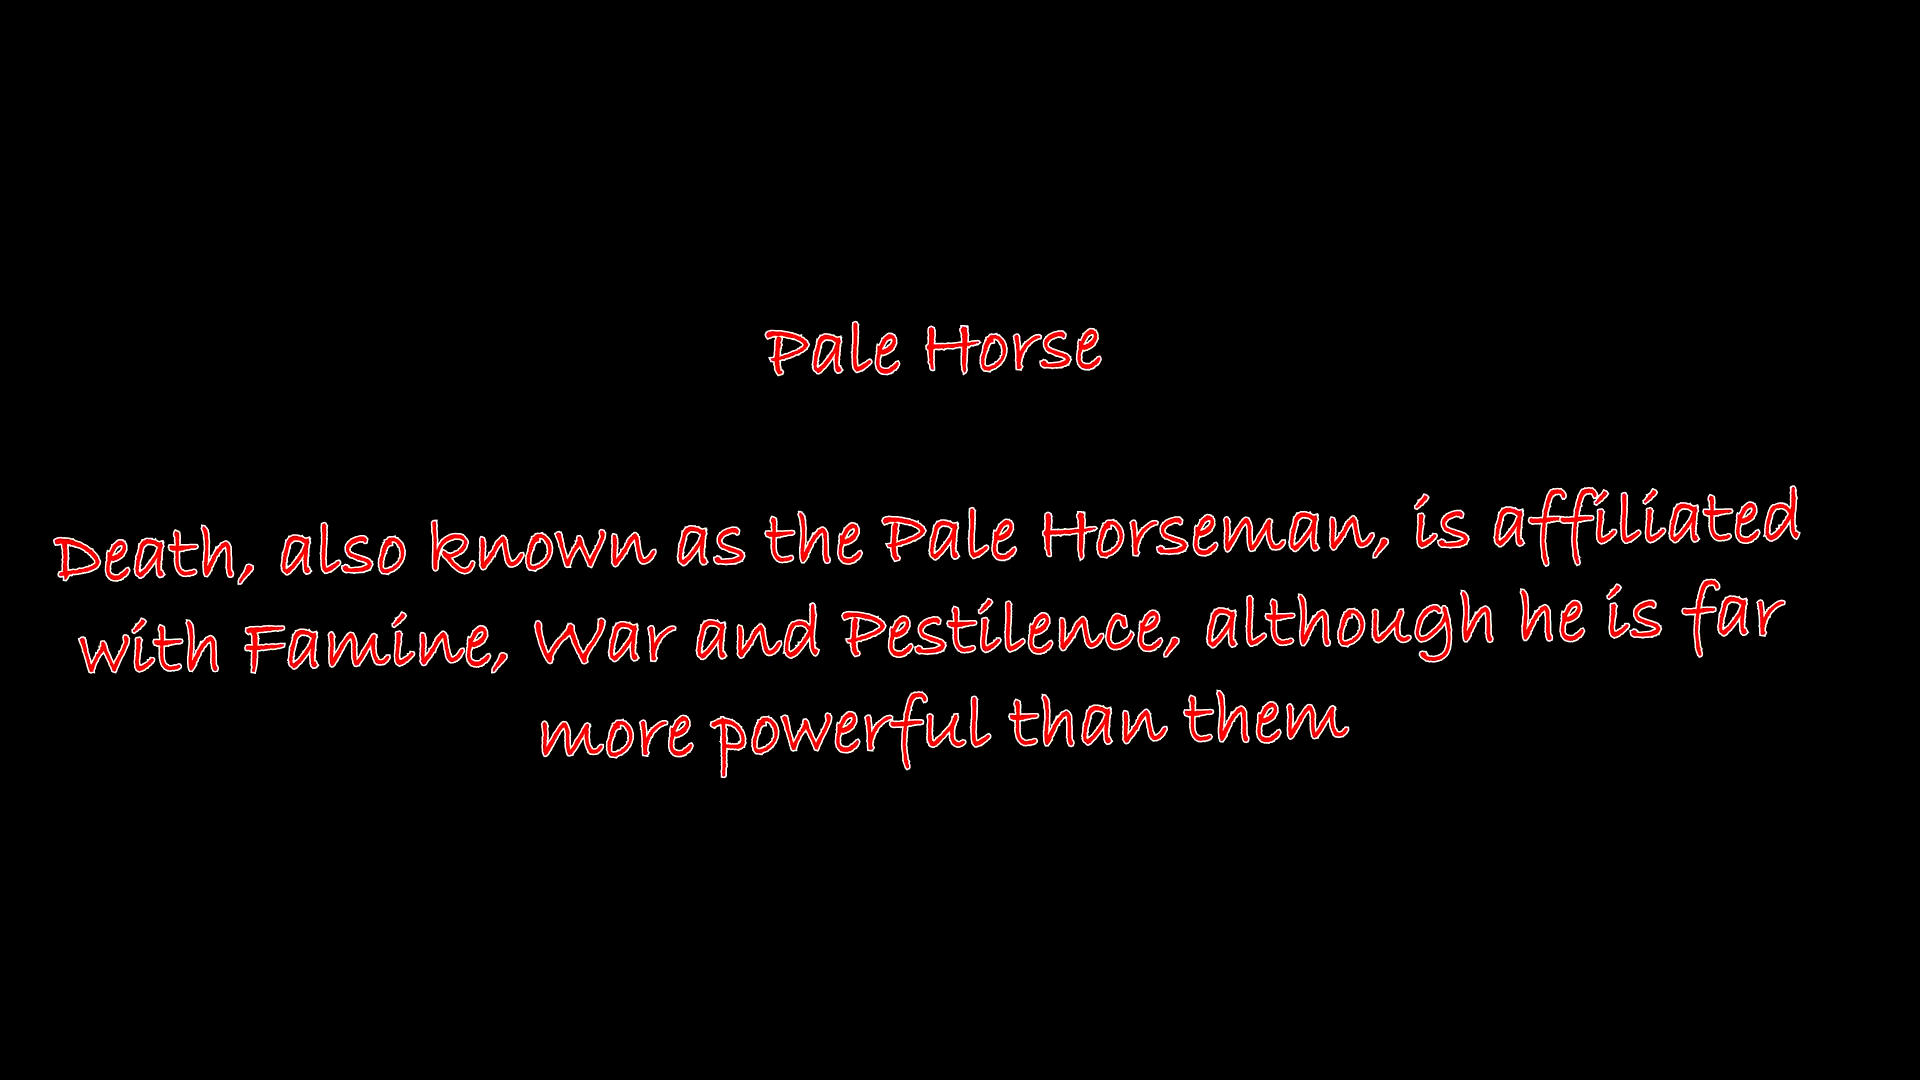 Pale Horse
Death, also known as the Pale Horseman, is affiliated
with Famine, War and Pestilence, although he is far
more powerful than them